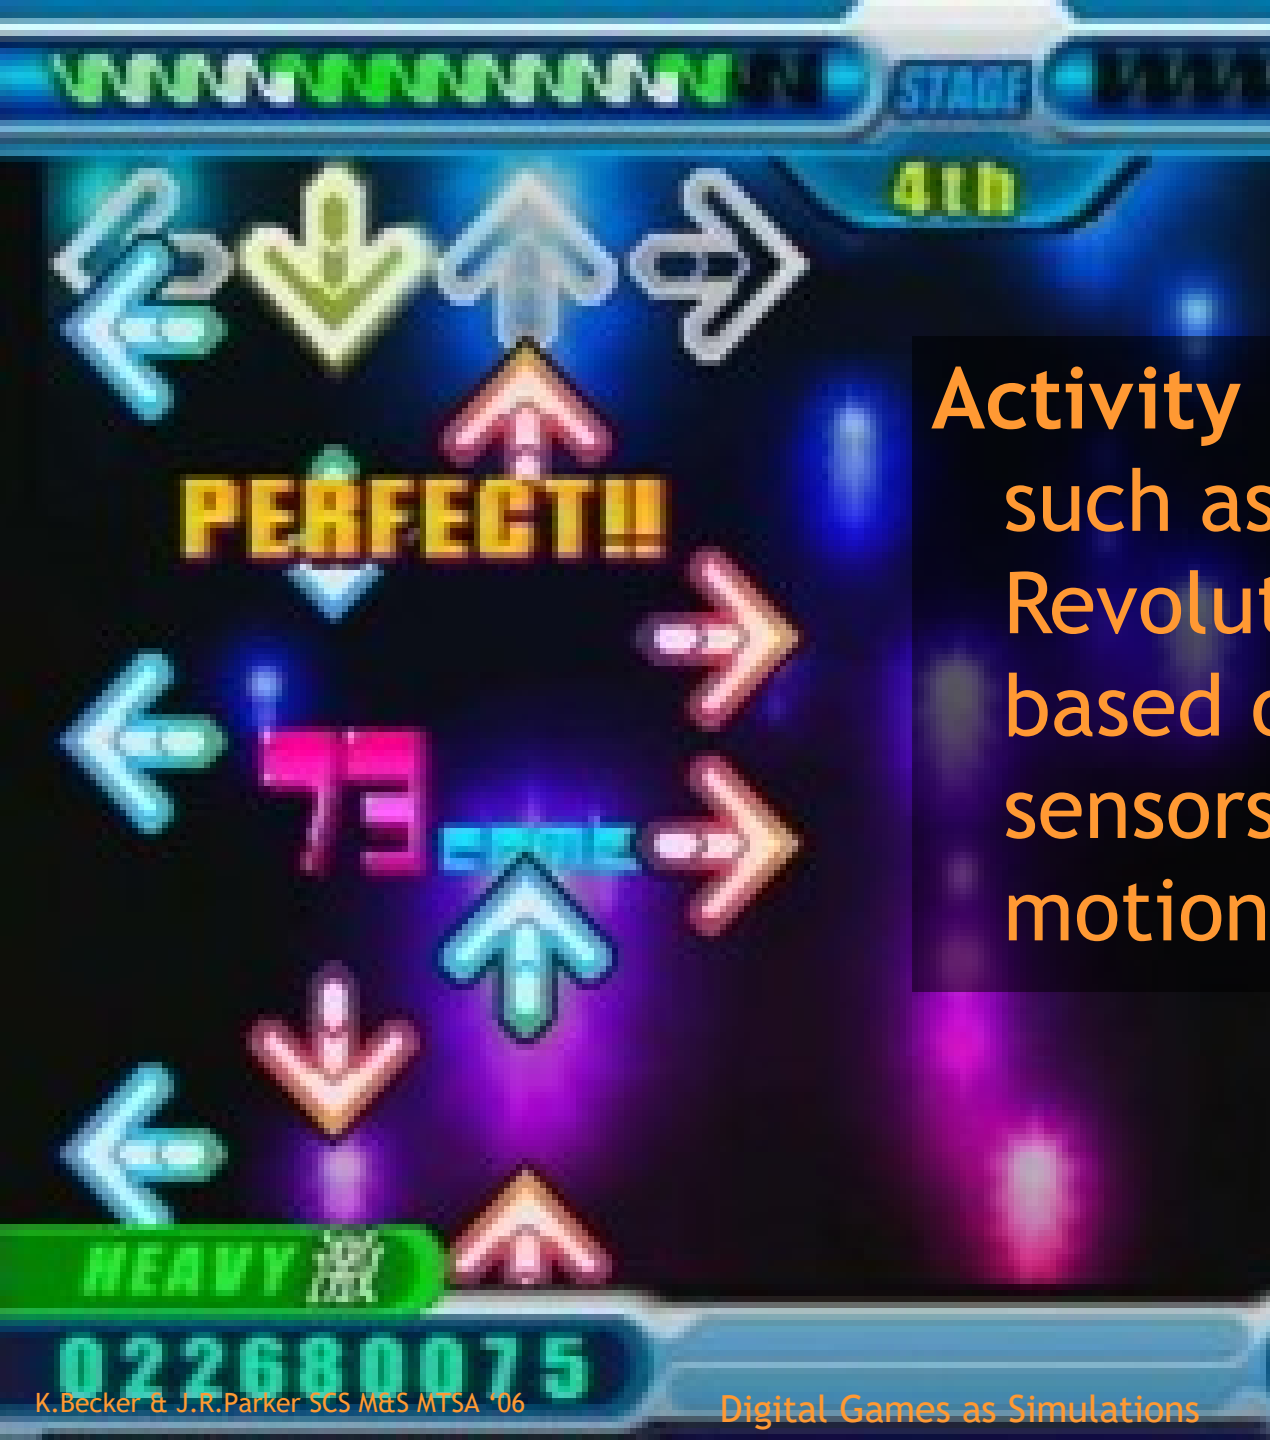 STAGE
4th
Activity
such as
Revolut
PERFECT!!
based
sensors
73
motion
HEAVY 激
022680075
K.Becker & J.R.Parker SCS M&S MTSA ‘06
Digital Games as Simulations